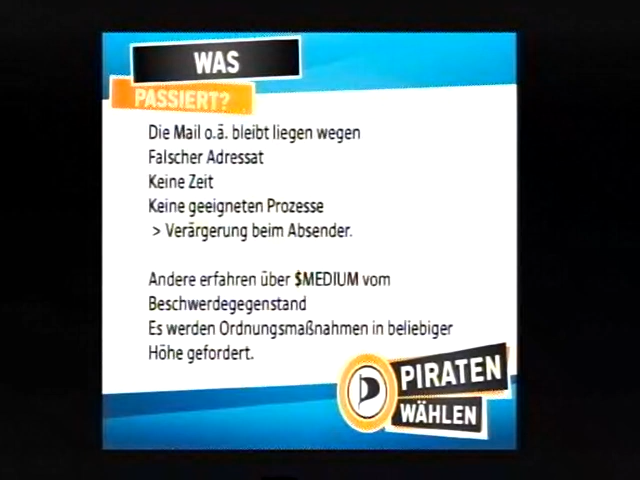 WAS
PASSIERT?
Die Mail o.ä. bleibt liegen wegen
Falscher Adressat
Keine Zeit
Keine geeigneten Prozesse
> Verärgerung beim Absender.
Andere erfahren über $MEDIUM vom
Beschwerdegegenstand
Es werden Ordnungsmaßnahmen in beliebiger
Höhe gefordert.
PIRATEN
WÄHLEN